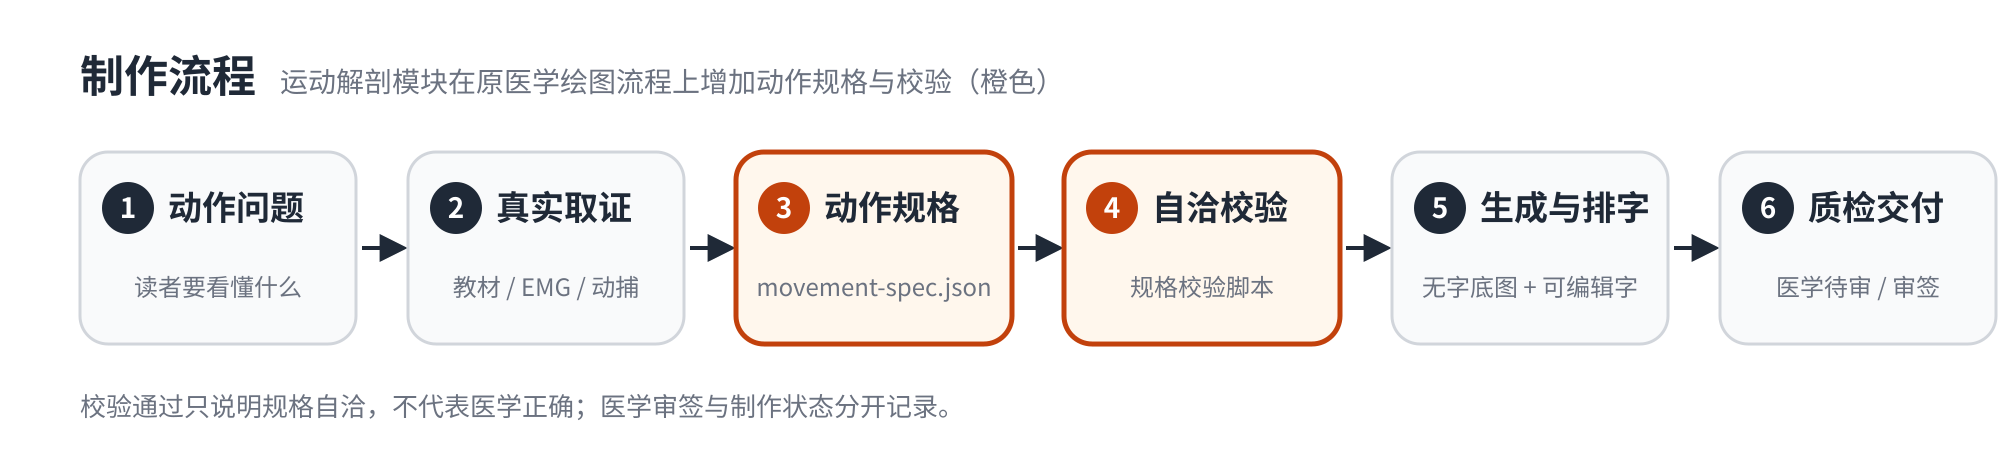 制作流程 运动解剖模块在原医学绘图流程上增加动作规格与校验（橙色）
1 动作问题
读者要看懂什么
2 真实取证
教材 / EMG / 动捕
3 动作规格
movement-spec.json
4 自洽校验
规格校验脚本
5 生成与排字
无字底图 + 可编辑字
6 质检交付
医学待审 / 审签
校验通过只说明规格自洽，不代表医学正确；医学审签与制作状态分开记录。